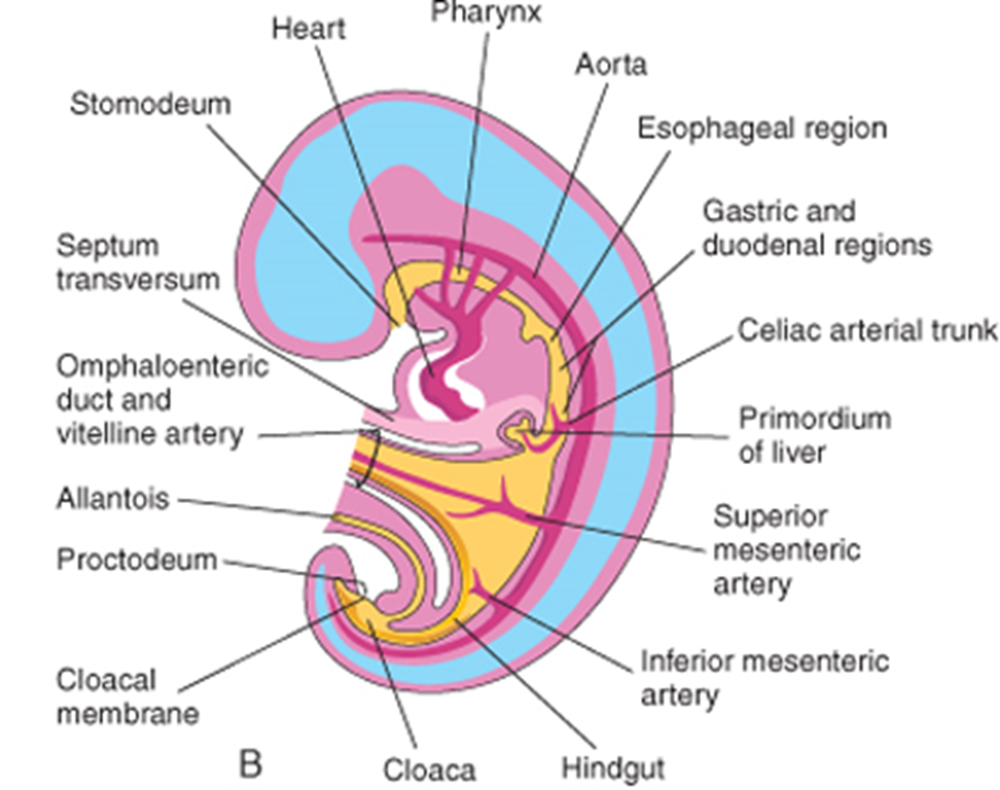 Pharynx
Heart
Aorta
Stomodeum
Esophageal region
Gastric and
duodenal regions
Septum
transversum
Celiac arterial trunk
Omphaloenteric
duct and
vitelline artery
Primordium
of liver
Allantois
Superior
mesenteric
artery
Proctodeum
Inferior mesenteric
artery
Cloacal
membrane
B
Cloaca
Hindgut